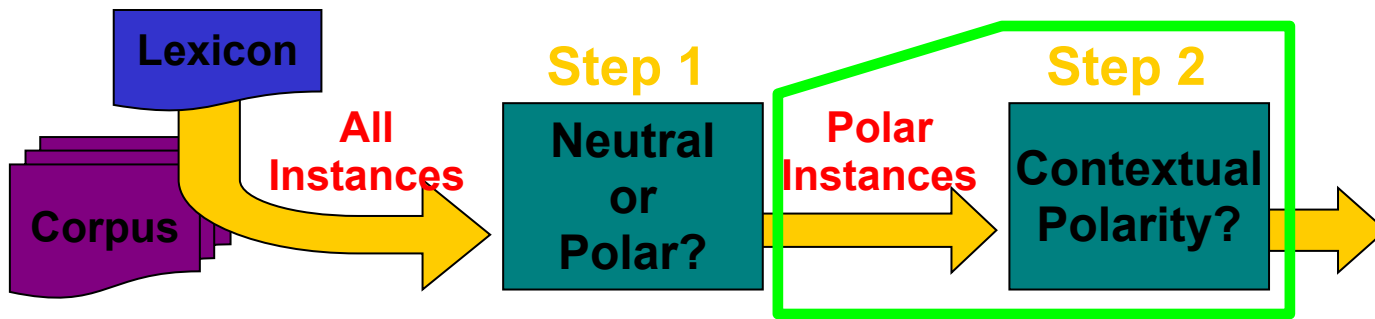 Lexicon
Corpus
All
Instances
Step 1
Neutral
or
Polar?
Polar
Instances
Step 2
Contextual
Polarity?